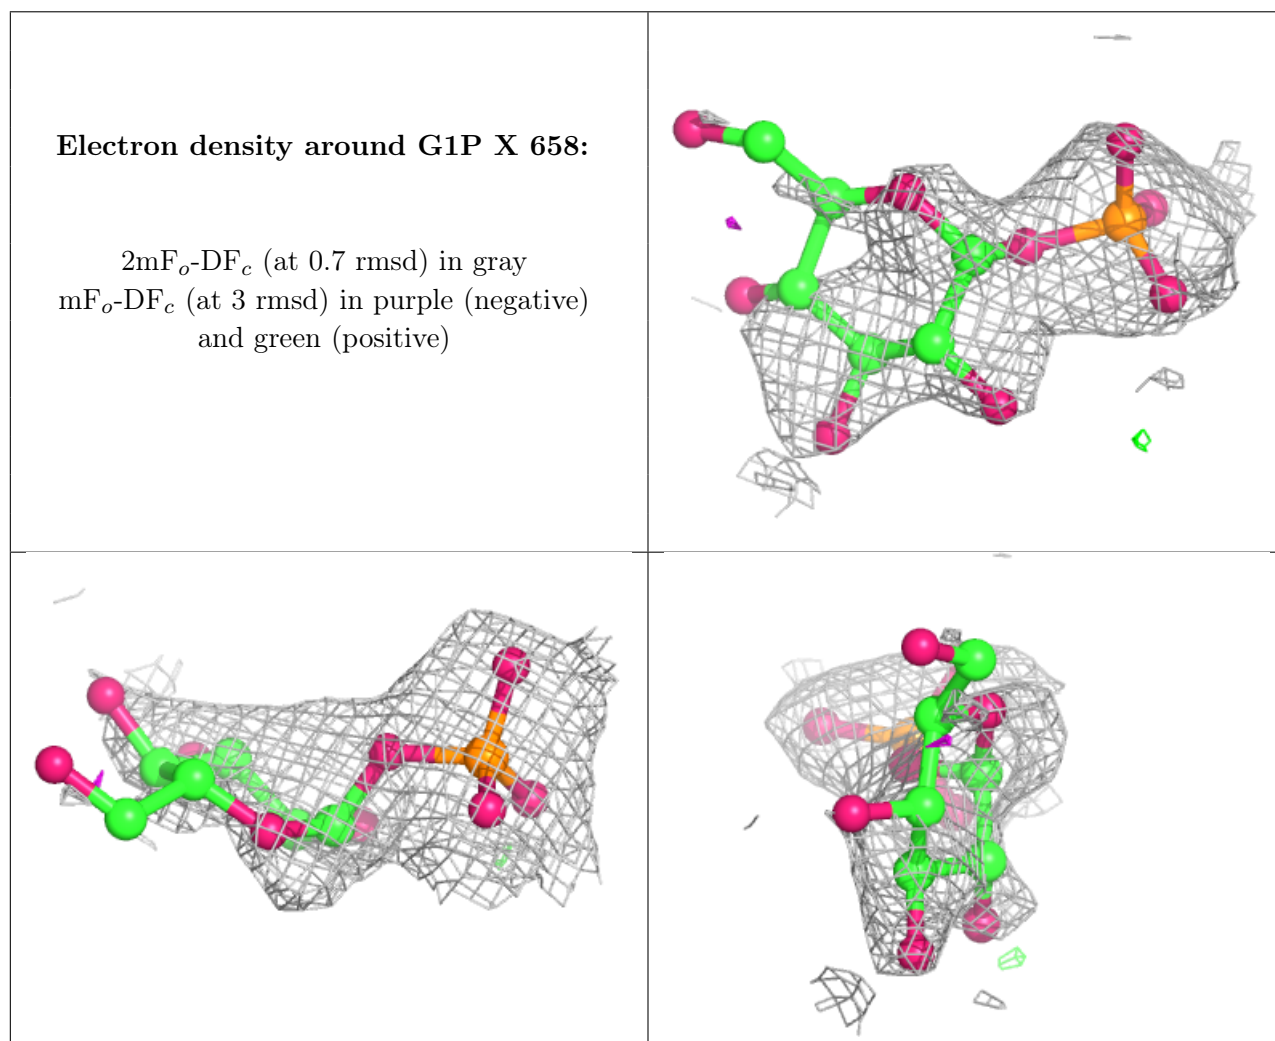 Electron density around G1P X 658:
2mFo-DFc (at 0.7 rmsd) in gray
mFo-DFc (at 3 rmsd) in purple (negative)
and green (positive)